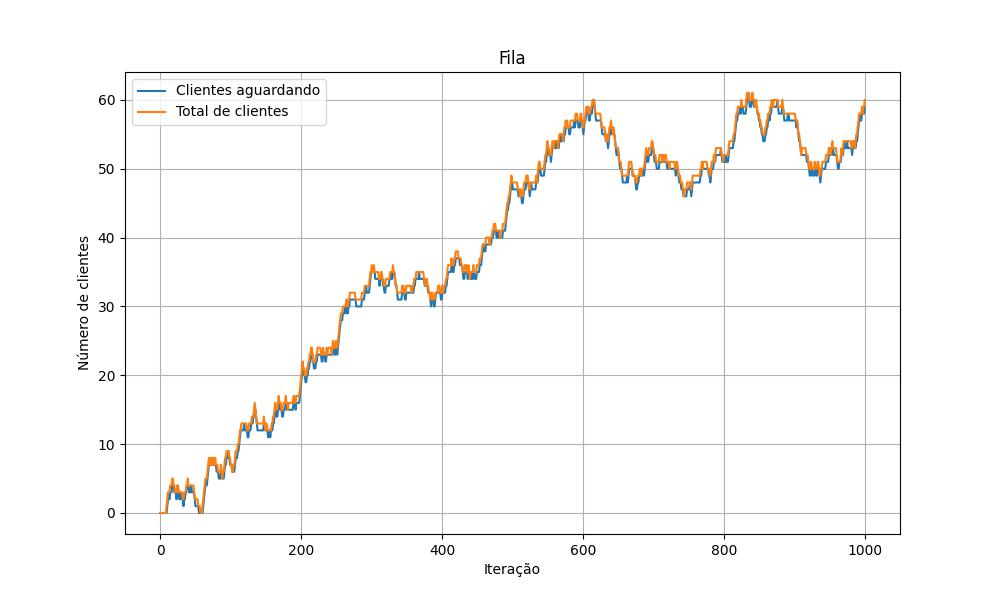 Fila
Clientes aguardando
Total de clientes
Número de clientes
60
50
40
30
20
10
0
0 200 400 600 800 1000
Iteração